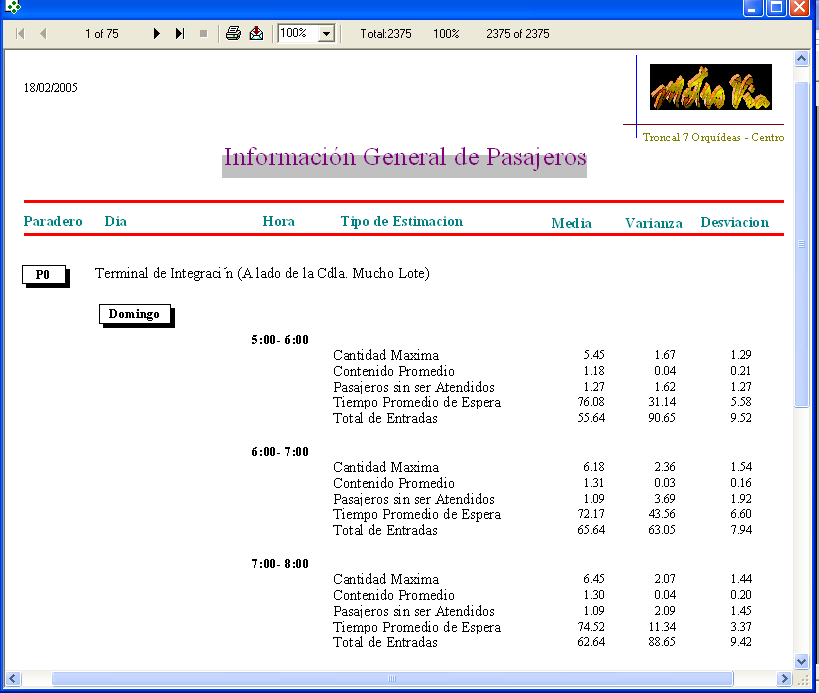 1 of 75 100% Total:2375 100% 2375 of 2375
18/02/2005
Metro Vía
Troncal 7 Orquídeas - Centro
Información General de Pasajeros
Paradero Dia Hora Tipo de Estimacion Media Varianza Desviacion
P0 Terminal de Integraci´n (A lado de la Cdla. Mucho Lote)
Domingo
5:00- 6:00
Cantidad Maxima 5.45 1.67 1.29
Contenido Promedio 1.18 0.04 0.21
Pasajeros sin ser Atendidos 1.27 1.62 1.27
Tiempo Promedio de Espera 76.08 31.14 5.58
Total de Entradas 55.64 90.65 9.52
6:00- 7:00
Cantidad Maxima 6.18 2.36 1.54
Contenido Promedio 1.31 0.03 0.16
Pasajeros sin ser Atendidos 1.09 3.69 1.92
Tiempo Promedio de Espera 72.17 43.56 6.60
Total de Entradas 65.64 63.05 7.94
7:00- 8:00
Cantidad Maxima 6.45 2.07 1.44
Contenido Promedio 1.30 0.04 0.20
Pasajeros sin ser Atendidos 1.09 2.09 1.45
Tiempo Promedio de Espera 74.52 11.34 3.37
Total de Entradas 62.64 88.65 9.42